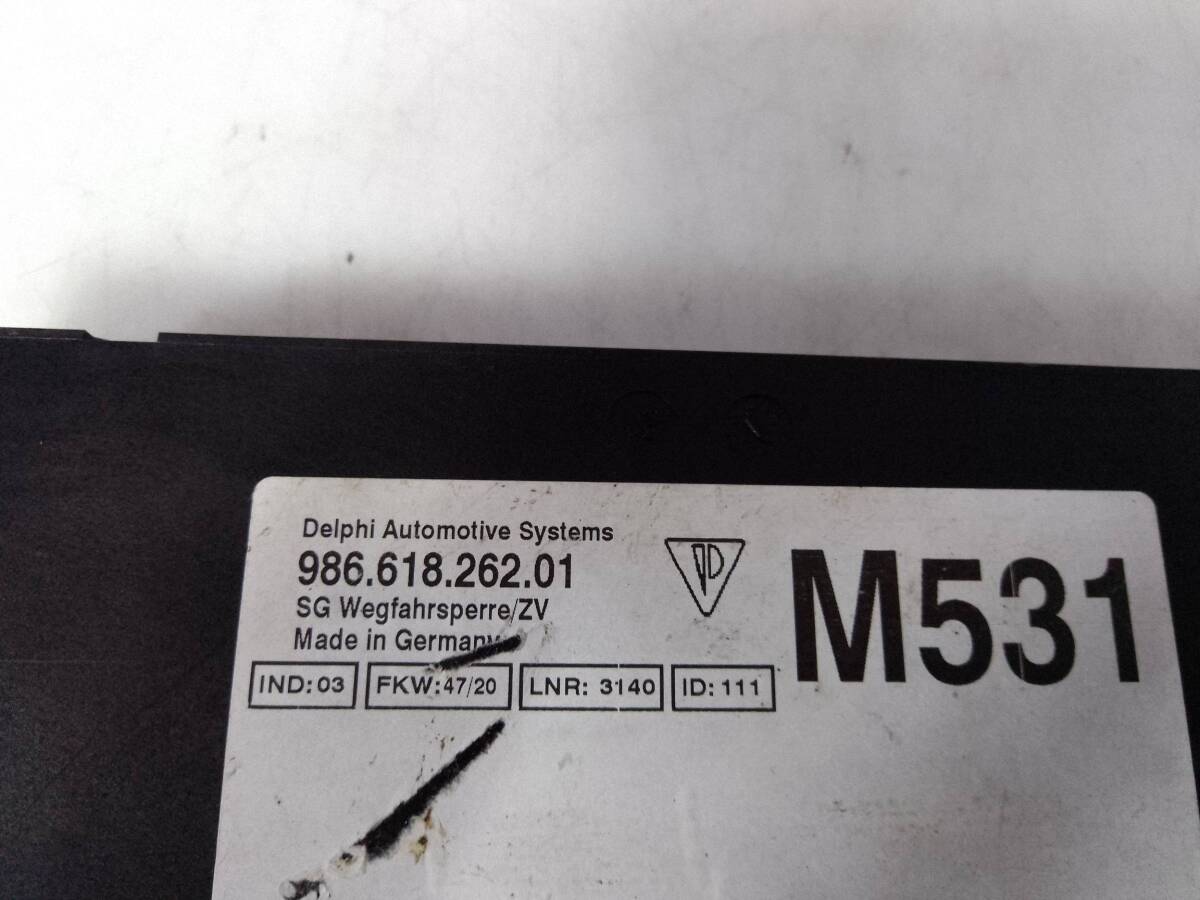 Delphi Automotive Systems
986.618.262.01
SG Wegfahrsperre/ZV
Made in Germany
M531
IND:03 FKW:47/20 LNR: 3140 ID:111